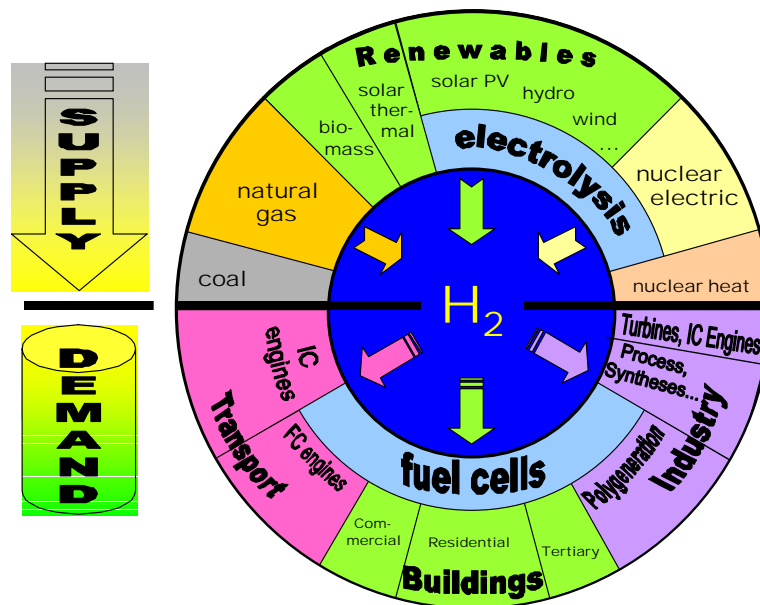 SUPPLY
Renewables
solar PV
hydro
wind
...
solar
ther-
mal
bio-
mass
electrolysis
natural
gas
nuclear
electric
coal
nuclear heat
H2
DEMAND
IC
engines
Transport
FC engines
fuel cells
Turbines, IC Engines
Process,
Syntheses...
Industry
Polygeneration
Com-
mercial
Residential
Tertiary
Buildings